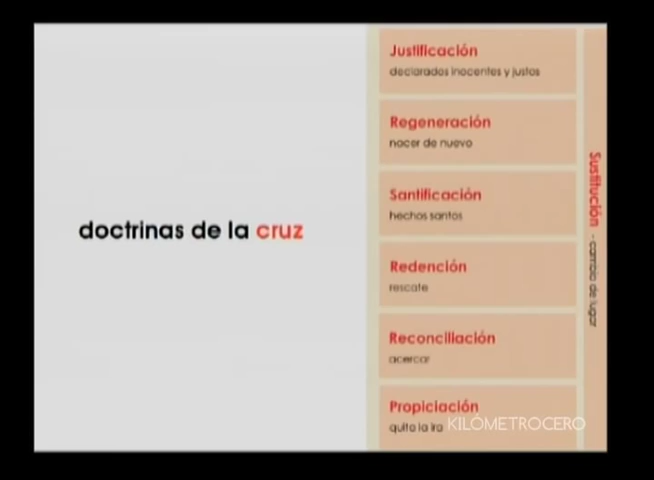 doctrinas de la cruz
Justificación
declarados inocentes y justos
Regeneración
nacer de nuevo
Santificación
hechos santos
Redención
rescate
Reconciliación
acercar
Propiciación
quita la ira
Sustitución - cambio de lugar
KILÓMETROCERO